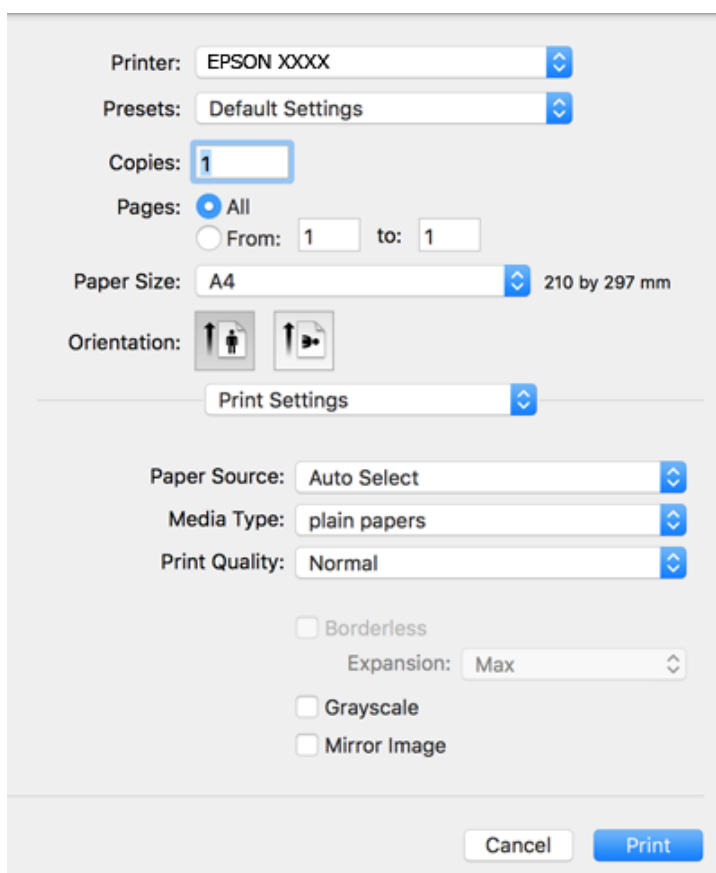 Printer: EPSON XXXX
Presets: Default Settings
Copies: 1
Pages: All
From: 1 to: 1
Paper Size: A4 210 by 297 mm
Orientation:
Print Settings
Paper Source: Auto Select
Media Type: plain papers
Print Quality: Normal
Borderless
Expansion: Max
Grayscale
Mirror Image
Cancel Print